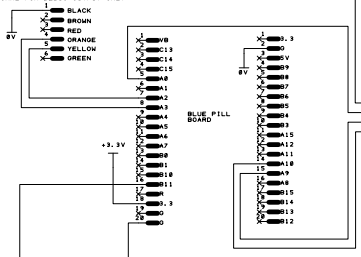 1 BLACK
2 BROWN
3 RED
4 ORANGE
5 YELLOW
6 GREEN
0V
1 VB
2 C13
3 C14
4 C15
5 A0
6 A1
7 A2
8 A3
9 A4
10 A5
11 A6
12 A7
13 B0
14 B1
15 B10
16 B11
17 R
18 3.3
19 G
20 G
+3.3V
BLUE PILL
BOARD
1 3.3
2 G
3 5V
4 B9
5 B8
6 B7
7 B6
8 B5
9 B4
10 B3
11 A15
12 A12
13 A11
14 A10
15 A9
16 A8
17 B15
18 B14
19 B13
20 B12
0V